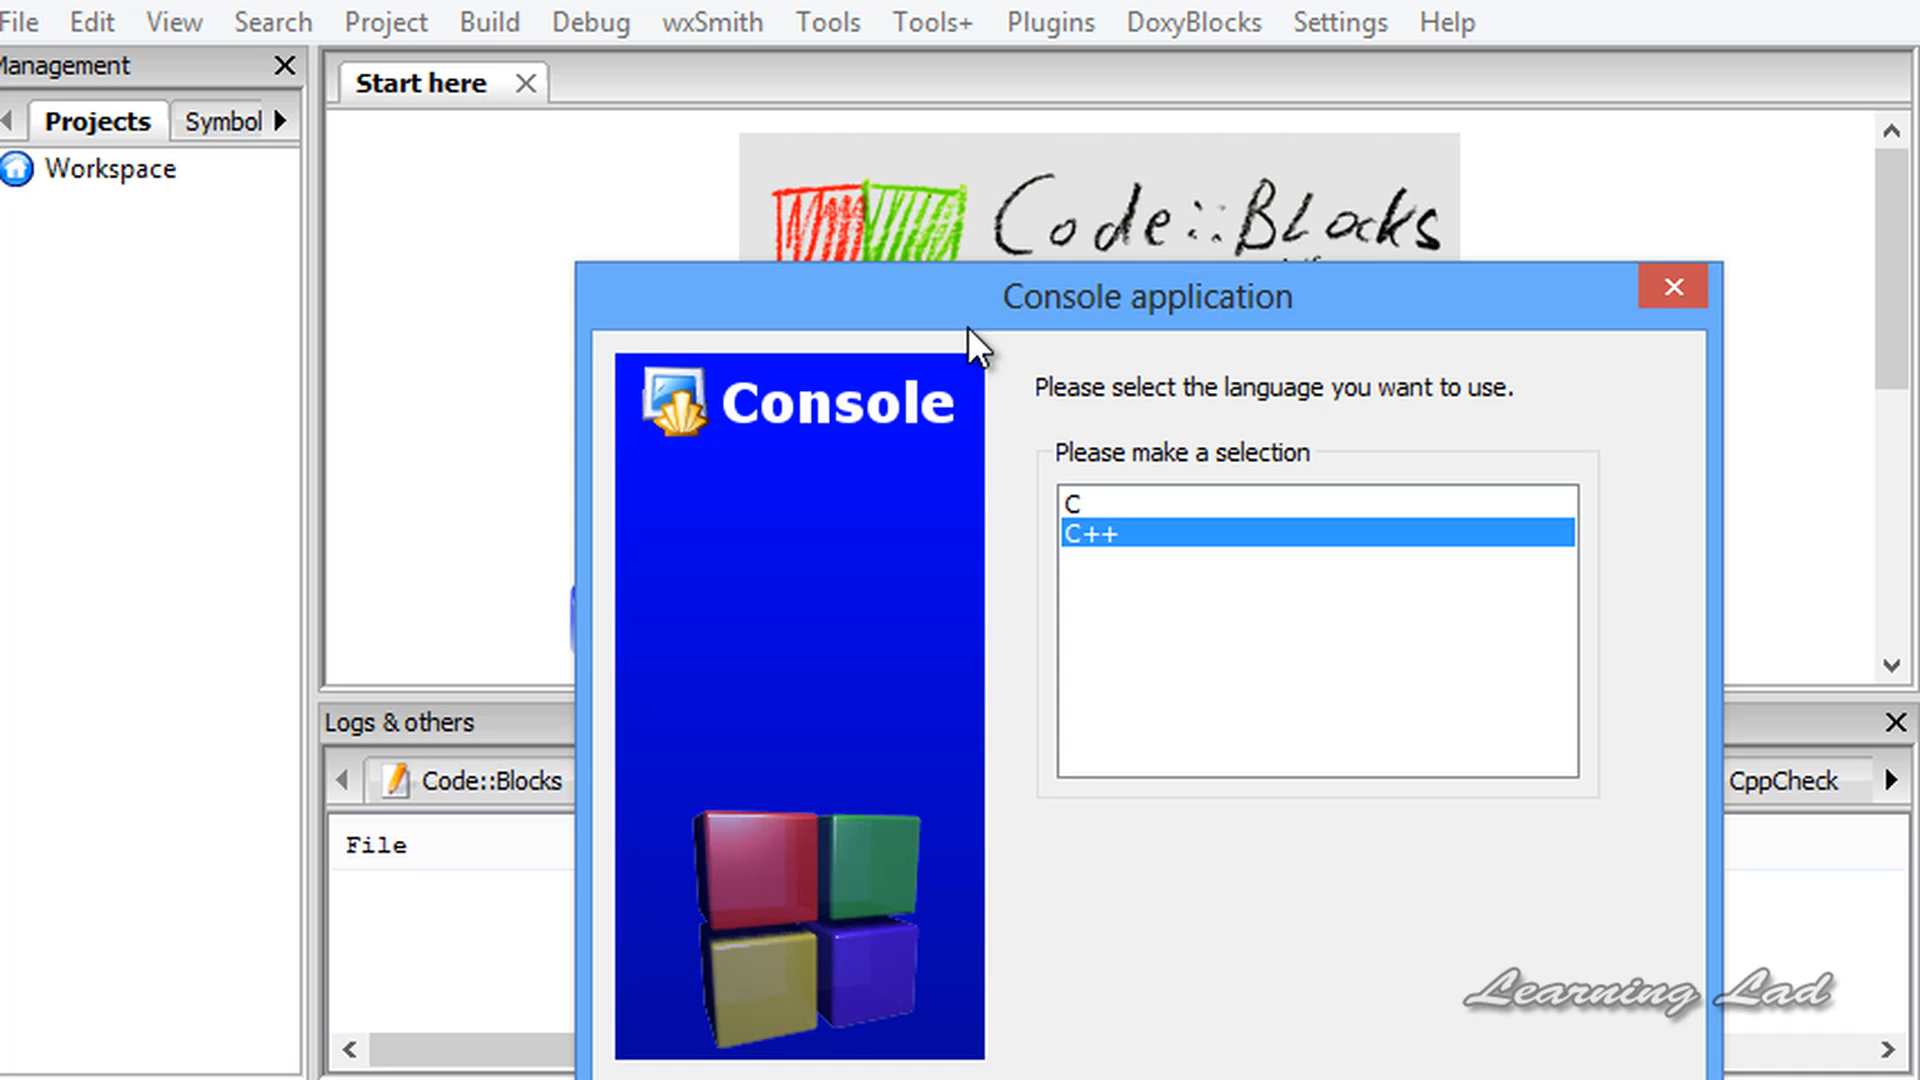 File Edit View Search Project Build Debug wxSmith Tools Tools+ Plugins DoxyBlocks Settings Help
Management
Start here
Projects Symbol
Workspace
Code::Blocks
Console application
Console
Please select the language you want to use.
Please make a selection
C
C++
Logs & others
Code::Blocks
CppCheck
File
Learning Lad